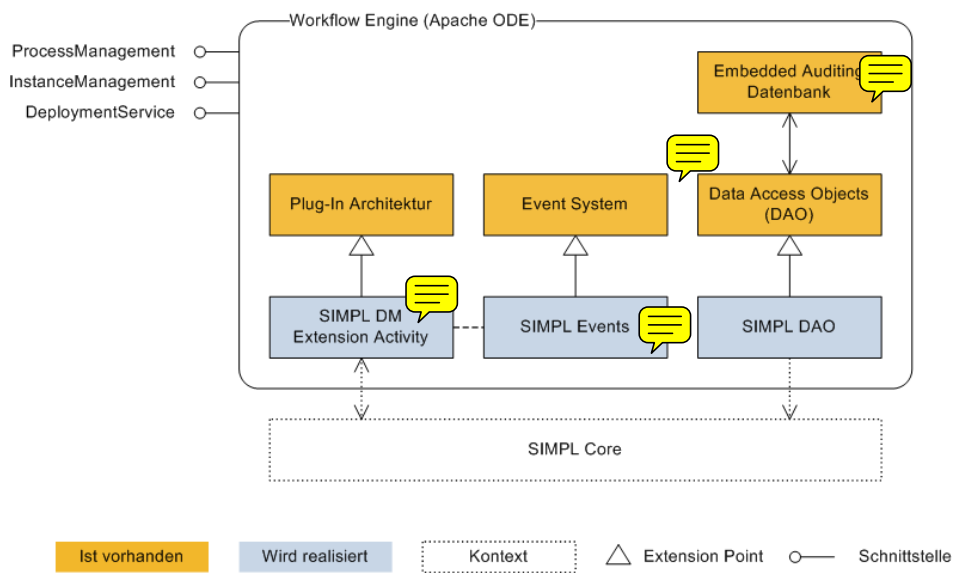 Workflow Engine (Apache ODE)
ProcessManagement
InstanceManagement
DeploymentService
Embedded Auditing
Datenbank
Plug-In Architektur
Event System
Data Access Objects
(DAO)
SIMPL DM
Extension Activity
SIMPL Events
SIMPL DAO
SIMPL Core
Ist vorhanden
Wird realisiert
Kontext
Extension Point
Schnittstelle